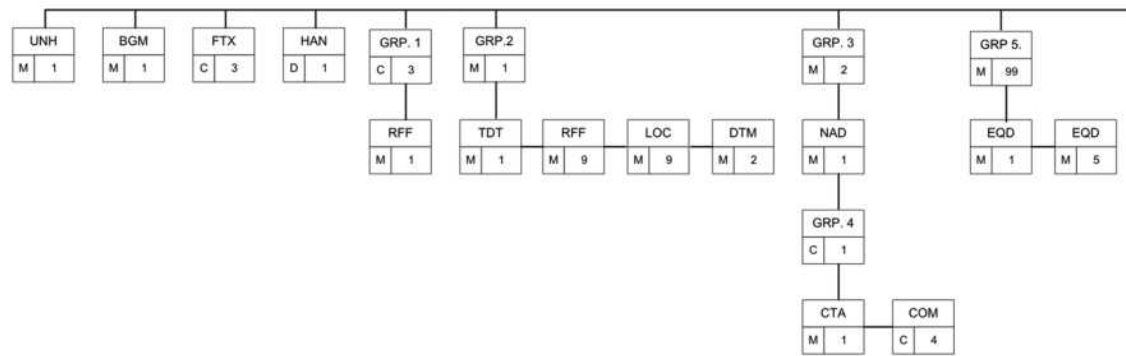 UNH BGM FTX HAN GRP. 1 GRP.2 GRP. 3 GRP 5.
M 1 M 1 C 3 D 1 C 3 M 1 M 2 M 99
RFF TDT RFF LOC DTM NAD EQD EQD
M 1 M 1 M 9 M 9 M 2 M 1 M 1 M 5
GRP. 4
C 1
CTA COM
M 1 C 4